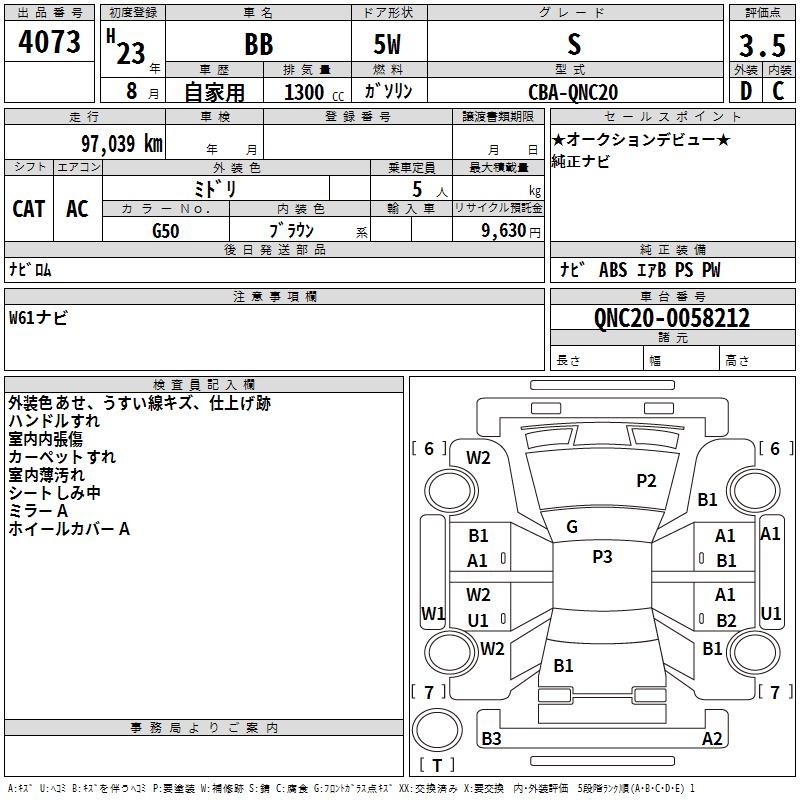 出品番号 初度登録 車名 ドア形状 グレード 評価点
4073 H23年 BB 5W S 3.5
車歴 排気量 燃料 型式 外装 内装
8月 自家用 1300 CC ｶﾞｿﾘﾝ CBA-QNC20 D C
走行 車検 登録番号 譲渡書類期限 セールスポイント
97,039 km 年 月 月 日 ★オークションデビュー★
純正ナビ
シフト エアコン 外装色 乗車定員 最大積載量
CAT AC ﾐﾄﾞﾘ 5 人 kg
カラーNo. 内装色 輸入車 リサイクル預託金
G50 ﾌﾞﾗｳﾝ 系 9,630 円
後日発送部品 純正装備
ﾅﾋﾞﾛﾑ ﾅﾋﾞ ABS ｴｱB PS PW
注意事項欄 車台番号
W61ナビ QNC20-0058212
諸元
長さ 幅 高さ
検査員記入欄
外装色あせ、うすい線キズ、仕上げ跡
ハンドルすれ
室内内張傷
カーペットすれ
室内薄汚れ
シートしみ中
ミラーA
ホイールカバーA
事務局よりご案内
[ 6 ] [ 6 ]
W2
P2
B1
G
B1 A1 A1
A1 P3 B1
W2 A1
W1 U1 B2 U1
W2 B1
B1
[ 7 ] [ 7 ]
B3 A2
[ T ]
A:ｷｽﾞ U:ﾍｺﾐ B:ｷｽﾞを伴うﾍｺﾐ P:要塗装 W:補修跡 S:錆 C:腐食 G:ﾌﾛﾝﾄｶﾞﾗｽ点ｷｽﾞ XX:交換済み X:要交換 内・外装評価 5段階ﾗﾝｸ順(A・B・C・D・E) 1